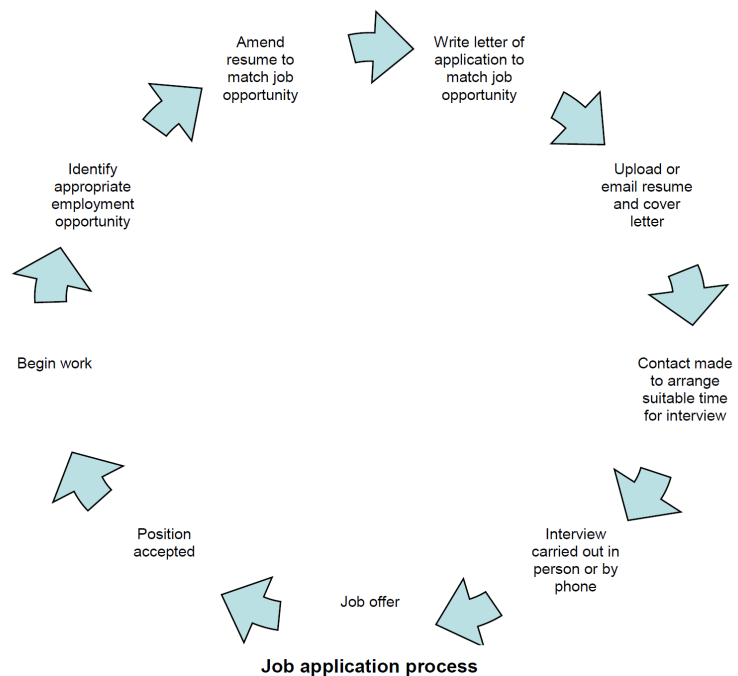 Amend
resume to
match job
opportunity
Write letter of
application to
match job
opportunity
Upload or
email resume
and cover
letter
Contact made
to arrange
suitable time
for interview
Interview
carried out in
person or by
phone
Job offer
Position
accepted
Begin work
Identify
appropriate
employment
opportunity
Job application process